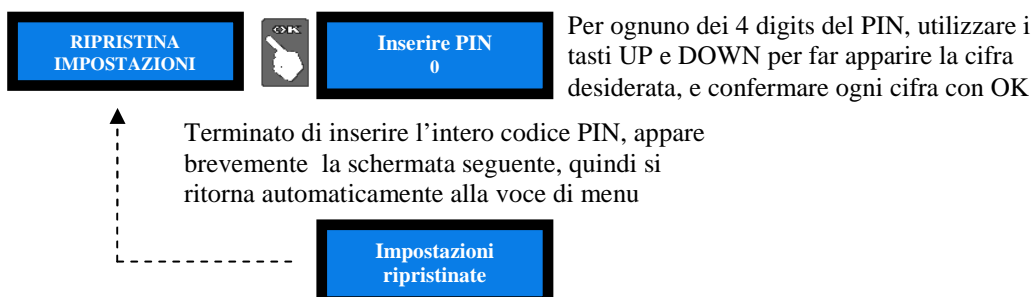 RIPRISTINA
IMPOSTAZIONI
OK
Inserire PIN
0
Per ognuno dei 4 digits del PIN, utilizzare i
tasti UP e DOWN per far apparire la cifra
desiderata, e confermare ogni cifra con OK
Terminato di inserire l’intero codice PIN, appare
brevemente la schermata seguente, quindi si
ritorna automaticamente alla voce di menu
Impostazioni
ripristinate